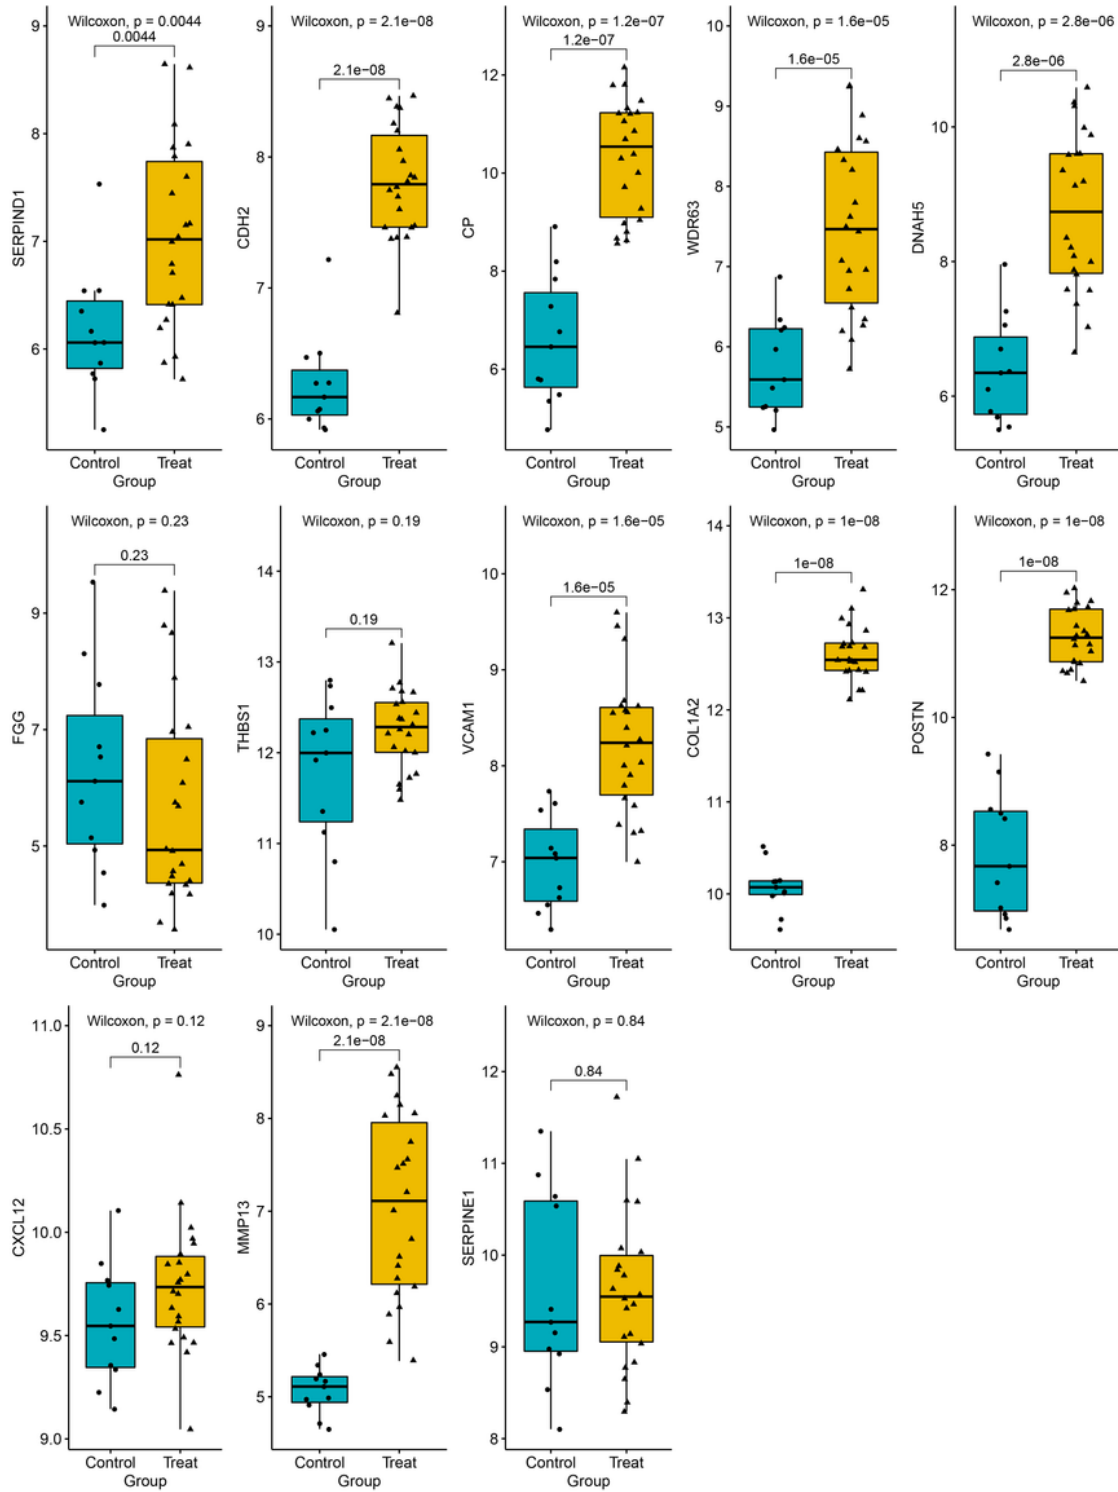 Wilcoxon, p = 0.0044
0.0044
9
8
7
6
SERPIND1
Control Treat
Group
Wilcoxon, p = 2.1e−08
2.1e−08
9
8
7
6
CDH2
Control Treat
Group
Wilcoxon, p = 1.2e−07
1.2e−07
12
10
8
6
CP
Control Treat
Group
Wilcoxon, p = 1.6e−05
1.6e−05
10
9
8
7
6
5
WDR63
Control Treat
Group
Wilcoxon, p = 2.8e−06
2.8e−06
10
8
6
DNAH5
Control Treat
Group
Wilcoxon, p = 0.23
0.23
9
7
5
FGG
Control Treat
Group
Wilcoxon, p = 0.19
0.19
14
13
12
11
10
THBS1
Control Treat
Group
Wilcoxon, p = 1.6e−05
1.6e−05
10
9
8
7
VCAM1
Control Treat
Group
Wilcoxon, p = 1e−08
1e−08
14
13
12
11
10
COL1A2
Control Treat
Group
Wilcoxon, p = 1e−08
1e−08
12
10
8
POSTN
Control Treat
Group
Wilcoxon, p = 0.12
0.12
11.0
10.5
10.0
9.5
9.0
CXCL12
Control Treat
Group
Wilcoxon, p = 2.1e−08
2.1e−08
9
8
7
6
5
MMP13
Control Treat
Group
Wilcoxon, p = 0.84
0.84
12
11
10
9
8
SERPINE1
Control Treat
Group